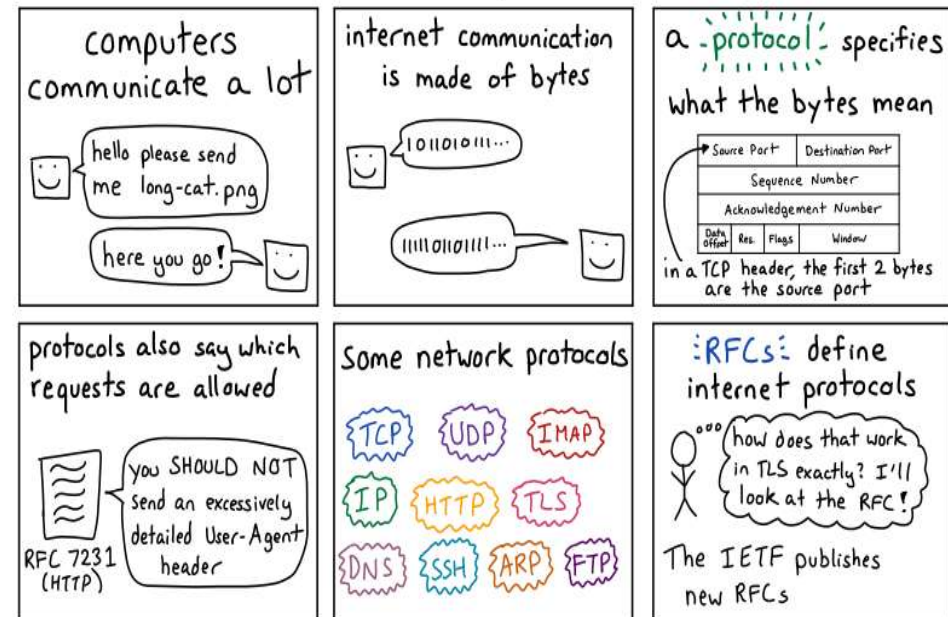 computers
communicate a lot
hello please send
me long-cat.png
here you go!
internet communication
is made of bytes
1011010111...
1111101101111...
a protocol specifies
what the bytes mean
Source Port Destination Port
Sequence Number
Acknowledgement Number
Data Offset Res. Flags Window
in a TCP header, the first 2 bytes
are the source port
protocols also say which
requests are allowed
you SHOULD NOT
send an excessively
detailed User-Agent
header
RFC 7231
(HTTP)
Some network protocols
TCP UDP IMAP
IP HTTP TLS
DNS SSH ARP FTP
RFCs define
internet protocols
how does that work
in TLS exactly? I'll
look at the RFC!
The IETF publishes
new RFCs